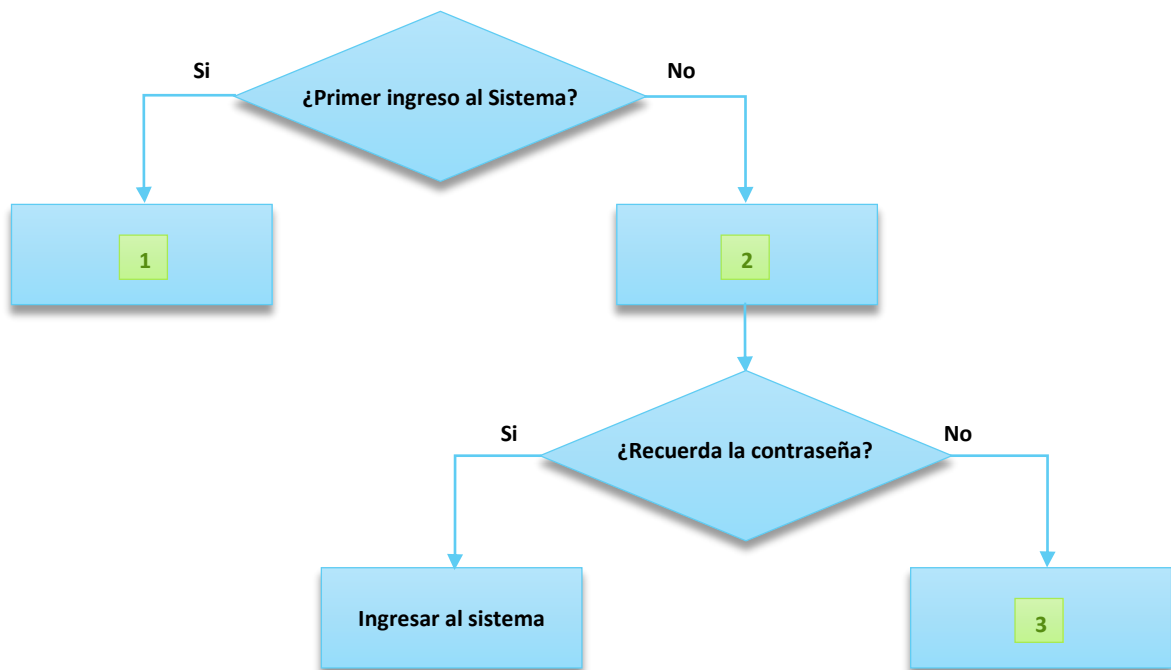 Si
No
¿Primer ingreso al Sistema?
1
2
Si
No
¿Recuerda la contraseña?
Ingresar al sistema
3